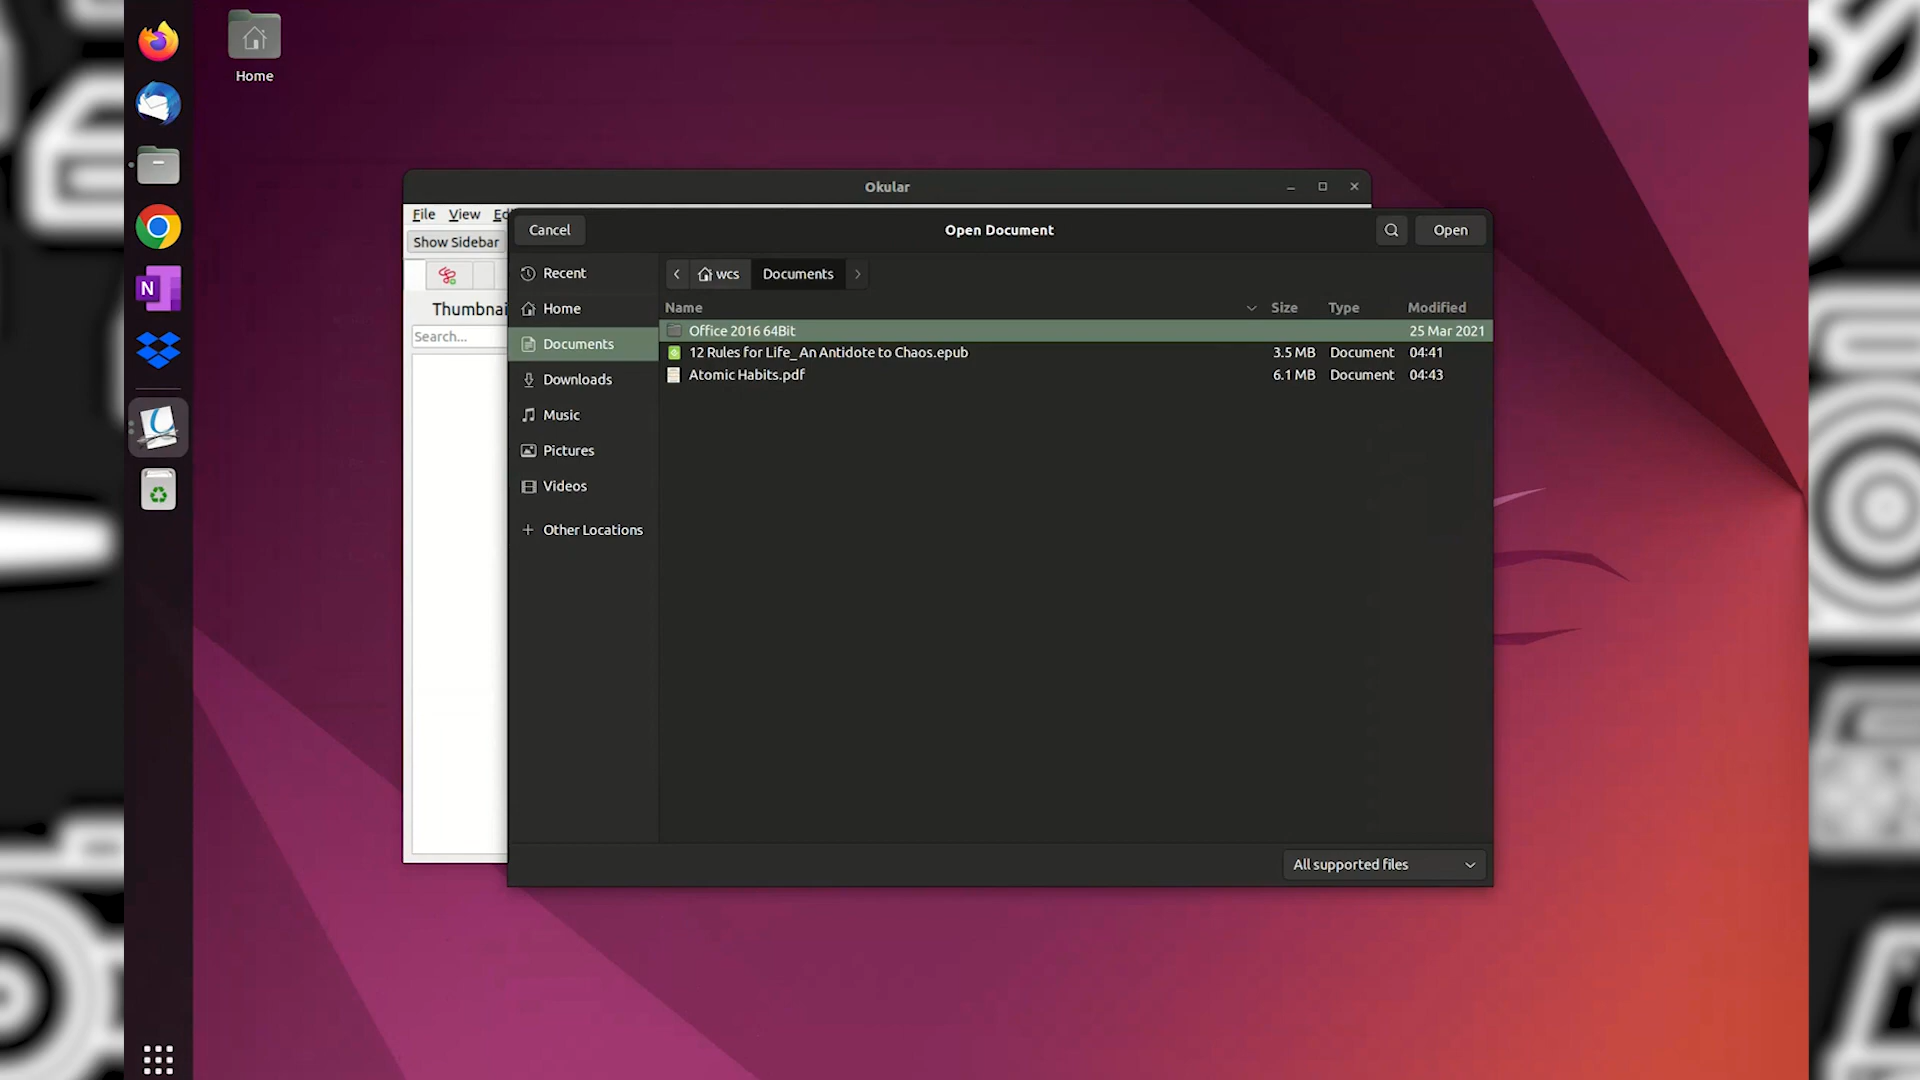 Home
Okular
File View Ed
Show Sidebar
Thumbnai
Search...
Cancel
Open Document
Open
Recent
Home
Documents
Downloads
Music
Pictures
Videos
Other Locations
wcs
Documents
Name Size Type Modified
Office 2016 64Bit 25 Mar 2021
12 Rules for Life_ An Antidote to Chaos.epub 3.5 MB Document 04:41
Atomic Habits.pdf 6.1 MB Document 04:43
All supported files
N